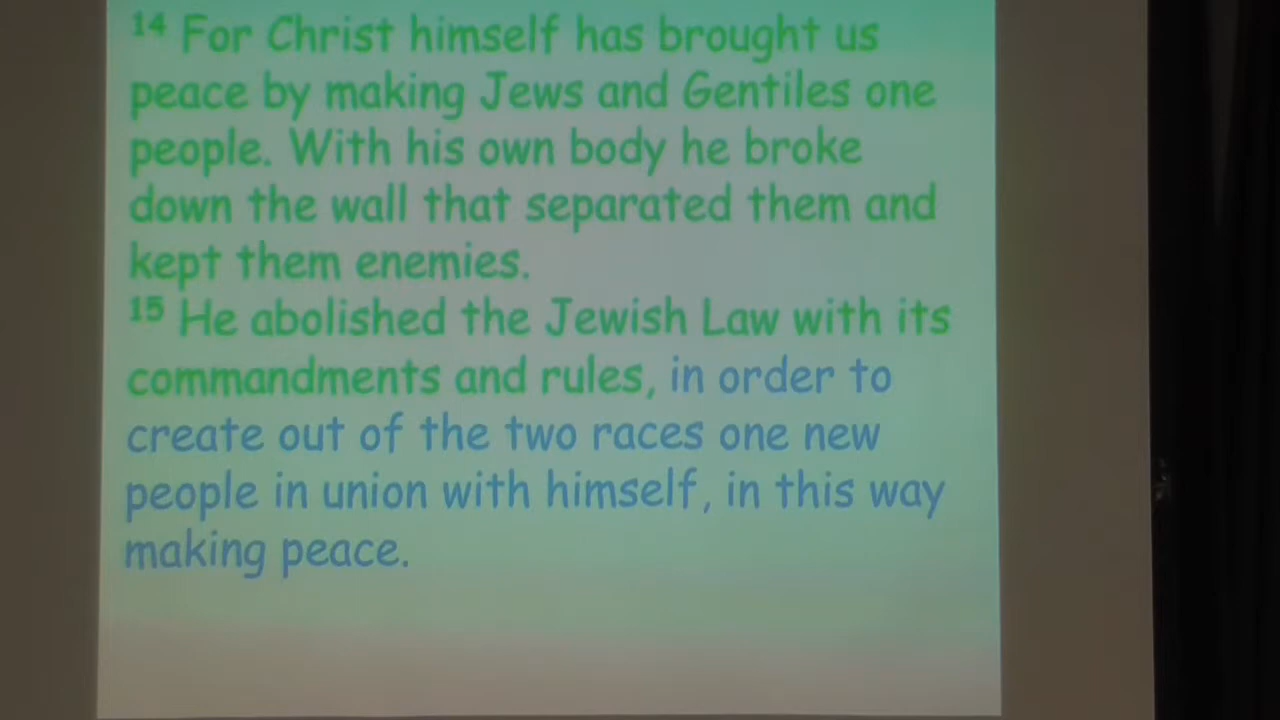 14 For Christ himself has brought us
peace by making Jews and Gentiles one
people. With his own body he broke
down the wall that separated them and
kept them enemies.
15 He abolished the Jewish Law with its
commandments and rules, in order to
create out of the two races one new
people in union with himself, in this way
making peace.